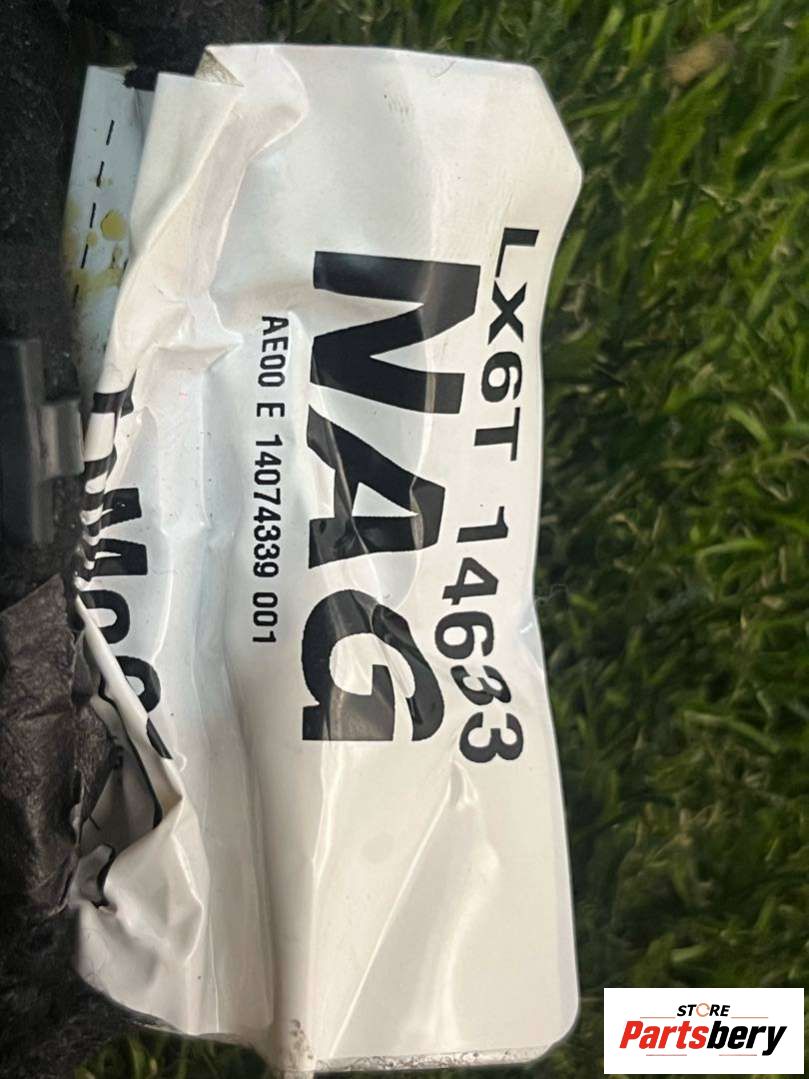 LX6T 14633
NAG
AE00 E 14074339 001
STORE
Partsbery